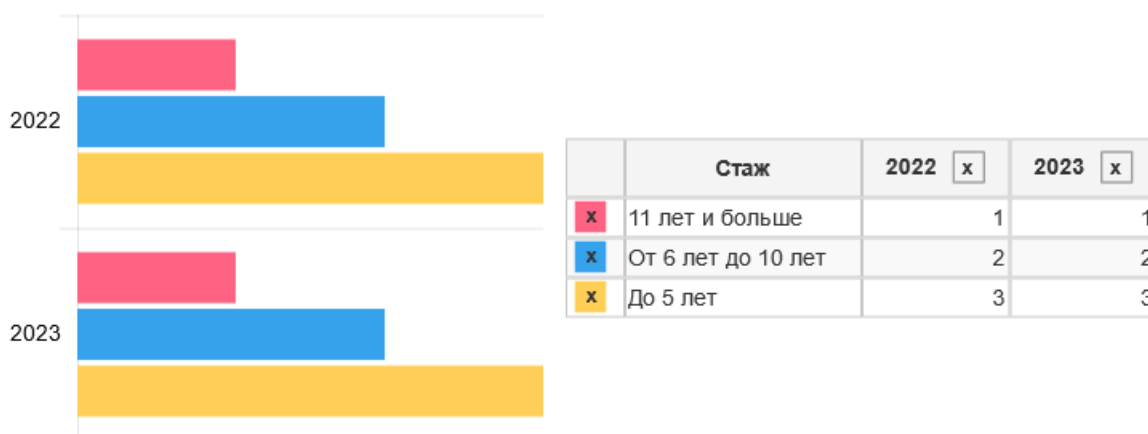 2022
2023
Стаж 2022 x 2023 x
x 11 лет и больше 1 1
x От 6 лет до 10 лет 2 2
x До 5 лет 3 3